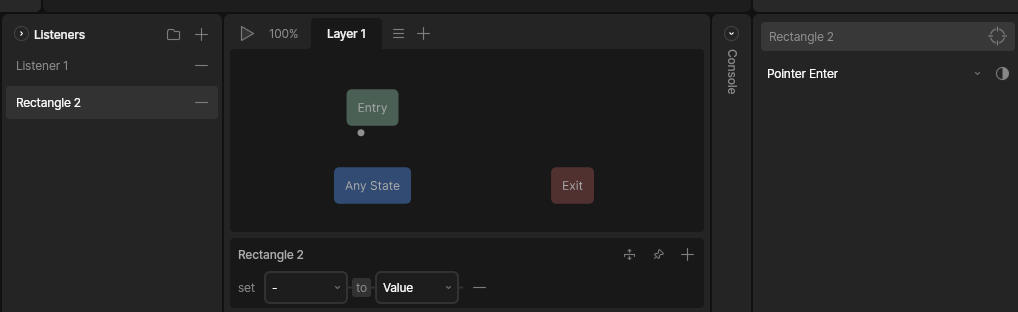 Listeners
Listener 1
Rectangle 2
100%
Layer 1
Entry
Any State
Exit
Rectangle 2
set - to Value
Console
Rectangle 2
Pointer Enter